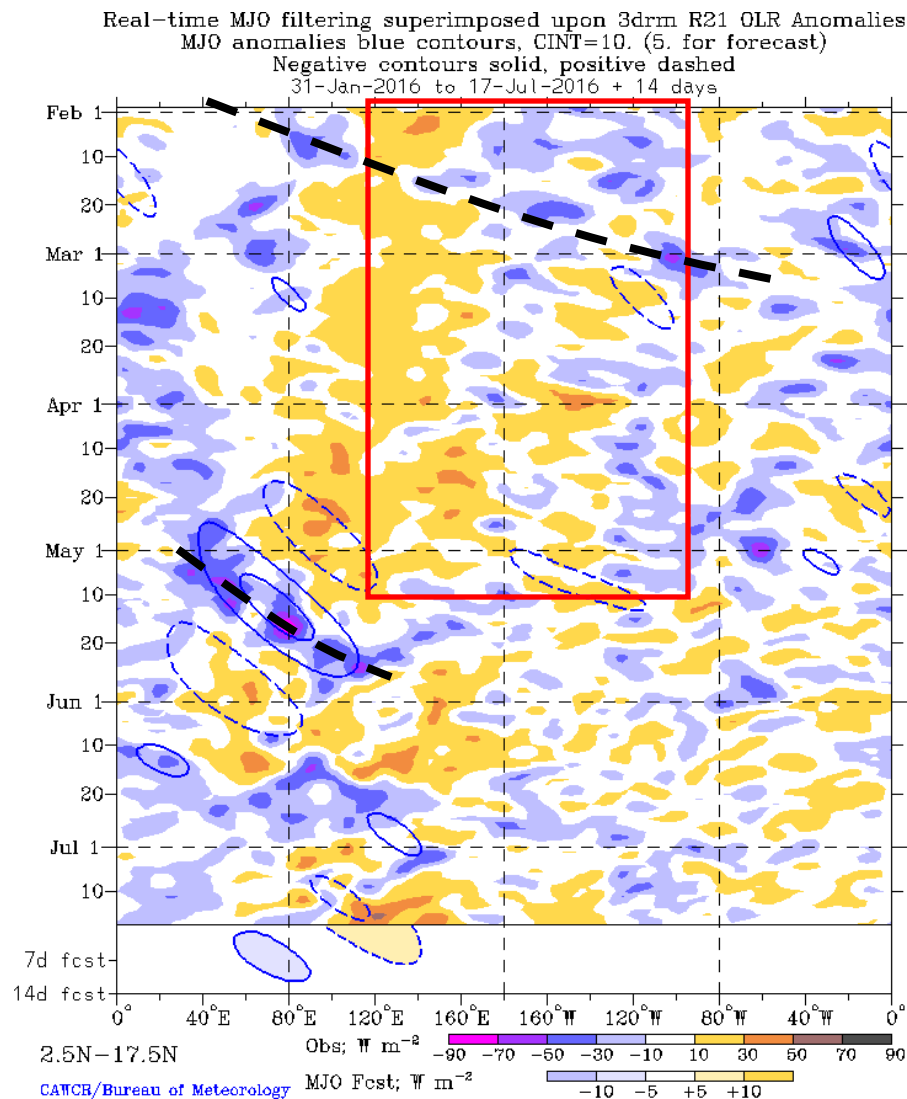 Real-time MJO filtering superimposed upon 3drm R21 OLR Anomalies
MJO anomalies blue contours, CINT=10. (5. for forecast)
Negative contours solid, positive dashed
31-Jan-2016 to 17-Jul-2016 + 14 days
Feb 1
10
20
Mar 1
10
20
Apr 1
10
20
May 1
10
20
Jun 1
10
20
Jul 1
10
7d fcst
14d fcst
0° 40°E 80°E 120°E 160°E 160°W 120°W 80°W 40°W 0°
2.5N-17.5N
Obs; W m-2 -90 -70 -50 -30 -10 10 30 50 70 90
CAWCR/Bureau of Meteorology MJO Fcst; W m-2 -10 -5 +5 +10